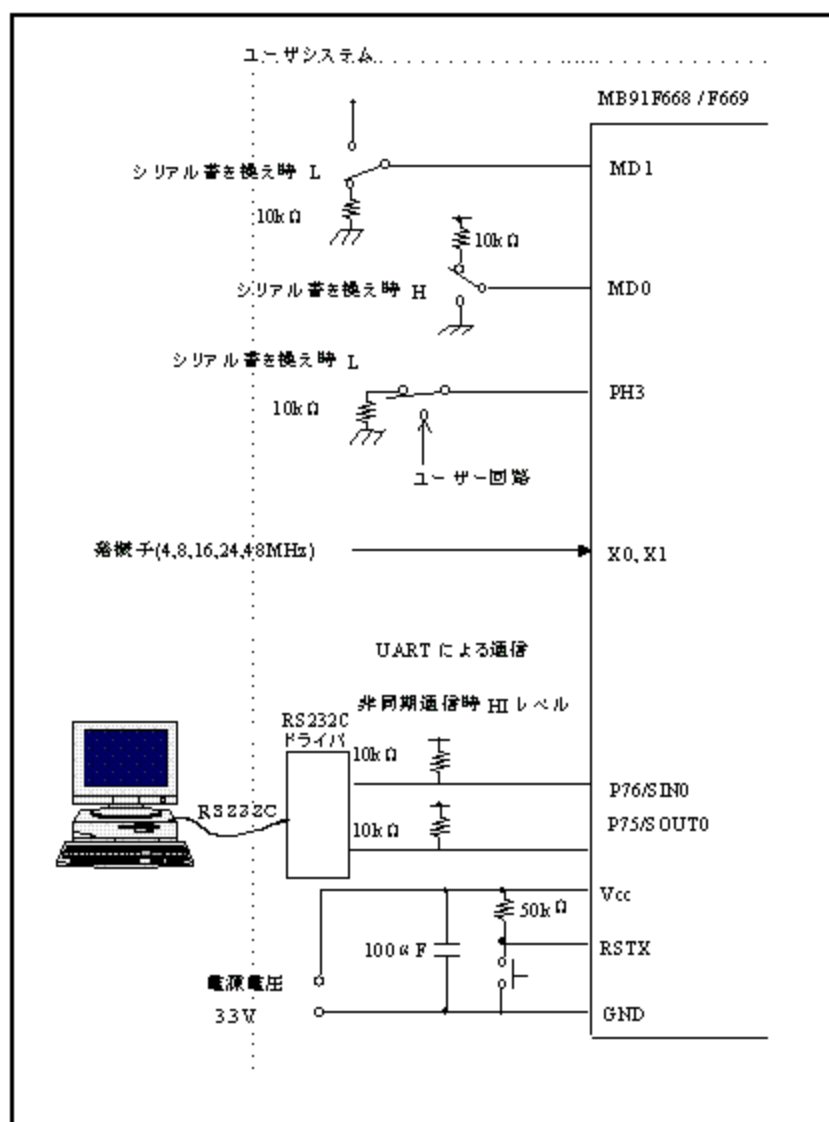 ユーザシステム
MB91F668 / F669
MD1
シリアル書き換え時 L
10kΩ
10kΩ
シリアル書き換え時 H
MD0
シリアル書き換え時 L
PH3
10kΩ
ユーザー回路
発振子(4,8,16,24,48MHz)
X0, X1
UART による通信
非同期通信時 HI レベル
RS232C
ドライバ
10kΩ
P76/SIN0
RS232C
10kΩ
P75/SOUT0
Vcc
50kΩ
100uF
RSTX
電源電圧
3.3V
GND